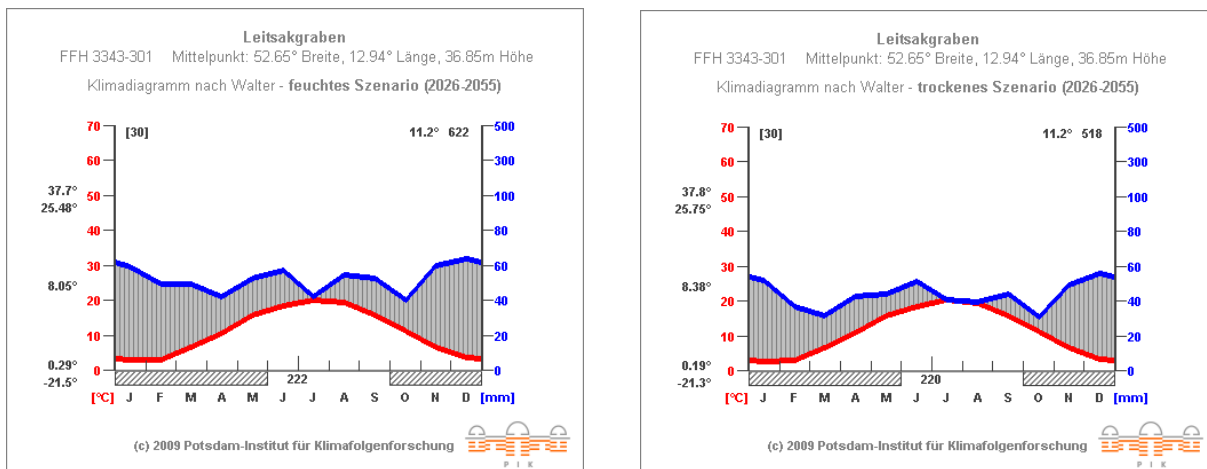 Leitsakgraben
FFH 3343-301 Mittelpunkt: 52.65° Breite, 12.94° Länge, 36.85m Höhe
Klimadiagramm nach Walter - feuchtes Szenario (2026-2055)
70 [30] 11.2° 622 500
60 300
37.7°
50 100
25.48°
40 80
30 60
8.05°
20 40
10 20
0.29°
0 0
-21.5° 222
[°C] J F M A M J J A S O N D [mm]
(c) 2009 Potsdam-Institut für Klimafolgenforschung
P I K
Leitsakgraben
FFH 3343-301 Mittelpunkt: 52.65° Breite, 12.94° Länge, 36.85m Höhe
Klimadiagramm nach Walter - trockenes Szenario (2026-2055)
70 [30] 11.2° 518 500
60 300
37.8°
50 100
25.75°
40 80
30 60
8.38°
20 40
10 20
0.19°
0 0
-21.3° 220
[°C] J F M A M J J A S O N D [mm]
(c) 2009 Potsdam-Institut für Klimafolgenforschung
P I K